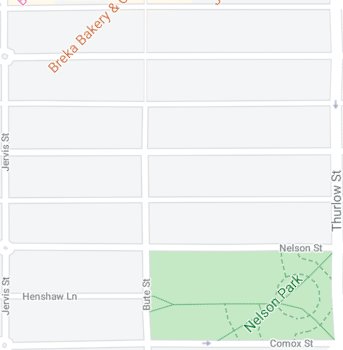 Breka Bakery & C
Jervis St
Thurlow St
Nelson St
Jervis St
Henshaw Ln
Bute St
Nelson Park
Comox St